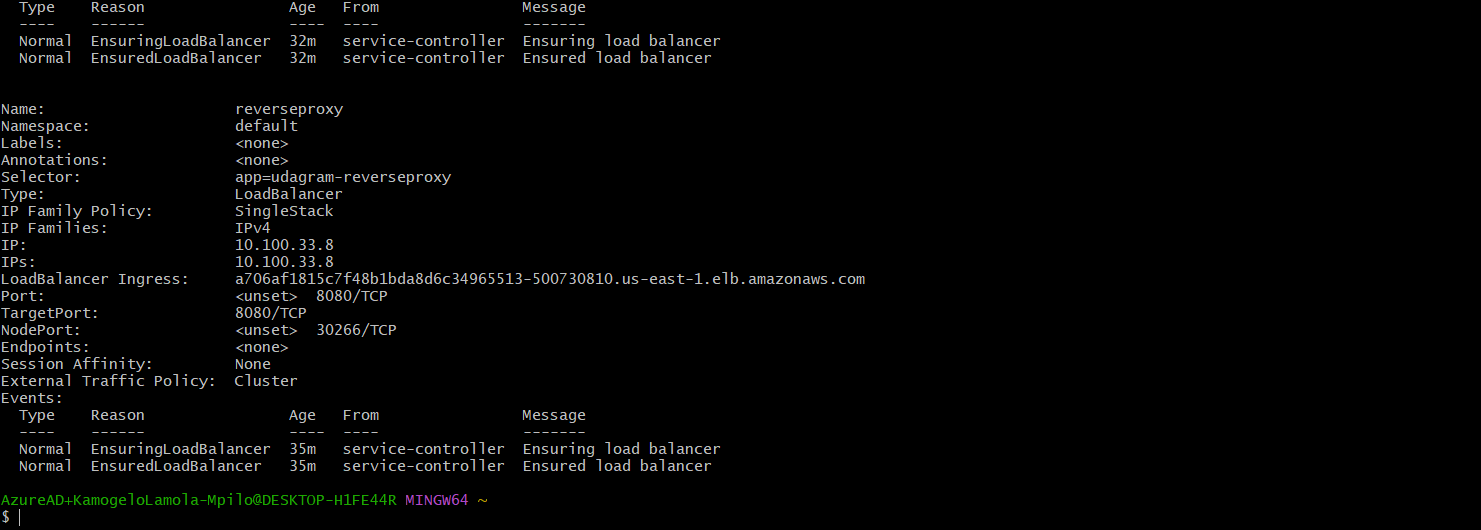 Type Reason Age From Message
---- ------ ---- ---- -------
Normal EnsuringLoadBalancer 32m service-controller Ensuring load balancer
Normal EnsuredLoadBalancer 32m service-controller Ensured load balancer
Name: reverseproxy
Namespace: default
Labels: <none>
Annotations: <none>
Selector: app=udagram-reverseproxy
Type: LoadBalancer
IP Family Policy: SingleStack
IP Families: IPv4
IP: 10.100.33.8
IPs: 10.100.33.8
LoadBalancer Ingress: a706af1815c7f48b1bda8d6c34965513-500730810.us-east-1.elb.amazonaws.com
Port: <unset> 8080/TCP
TargetPort: 8080/TCP
NodePort: <unset> 30266/TCP
Endpoints: <none>
Session Affinity: None
External Traffic Policy: Cluster
Events:
Type Reason Age From Message
---- ------ ---- ---- -------
Normal EnsuringLoadBalancer 35m service-controller Ensuring load balancer
Normal EnsuredLoadBalancer 35m service-controller Ensured load balancer
AzureAD+KamogeloLamola-Mpilo@DESKTOP-H1FE44R MINGW64 ~
$